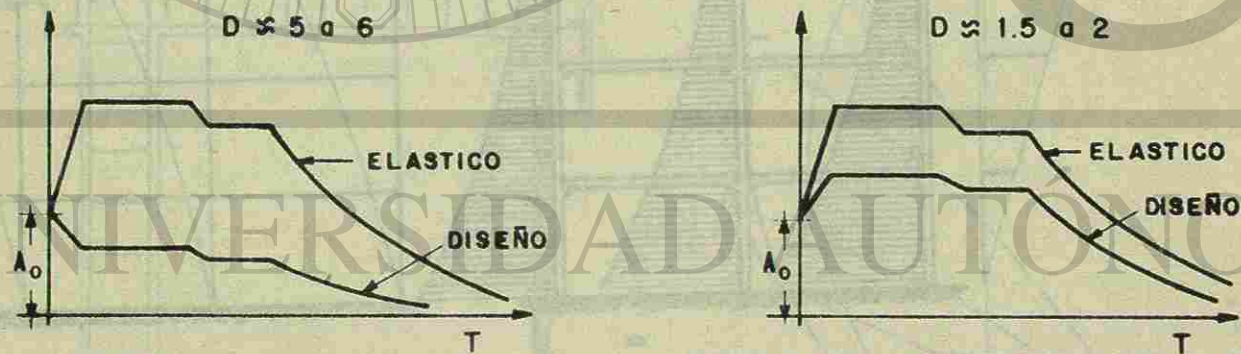 D ≈ 5 a 6
ELASTICO
DISEÑO
A₀
T
D ≈ 1.5 a 2
ELASTICO
DISEÑO
A₀
T
UNIVERSIDAD AUTÓNO